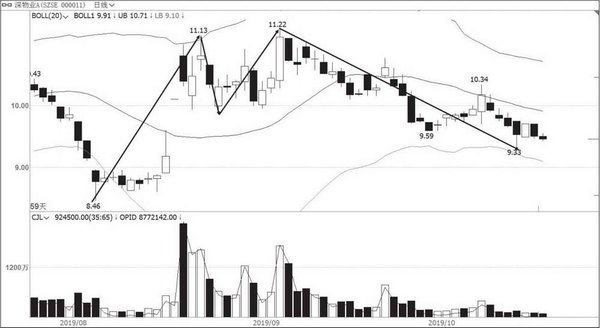 深物业A(SZSE 000011) 日线
BOLL(20) BOLL1 9.91↓ UB 10.71↓ LB 9.10↓
11.13
11.22
0.43
10.34
10.00
9.59
9.33
9.00
59天
8.46
CJL 924500.00(35:65)↓ OPID 8772142.00↓
1200万
2019/08
2019/09
2019/10